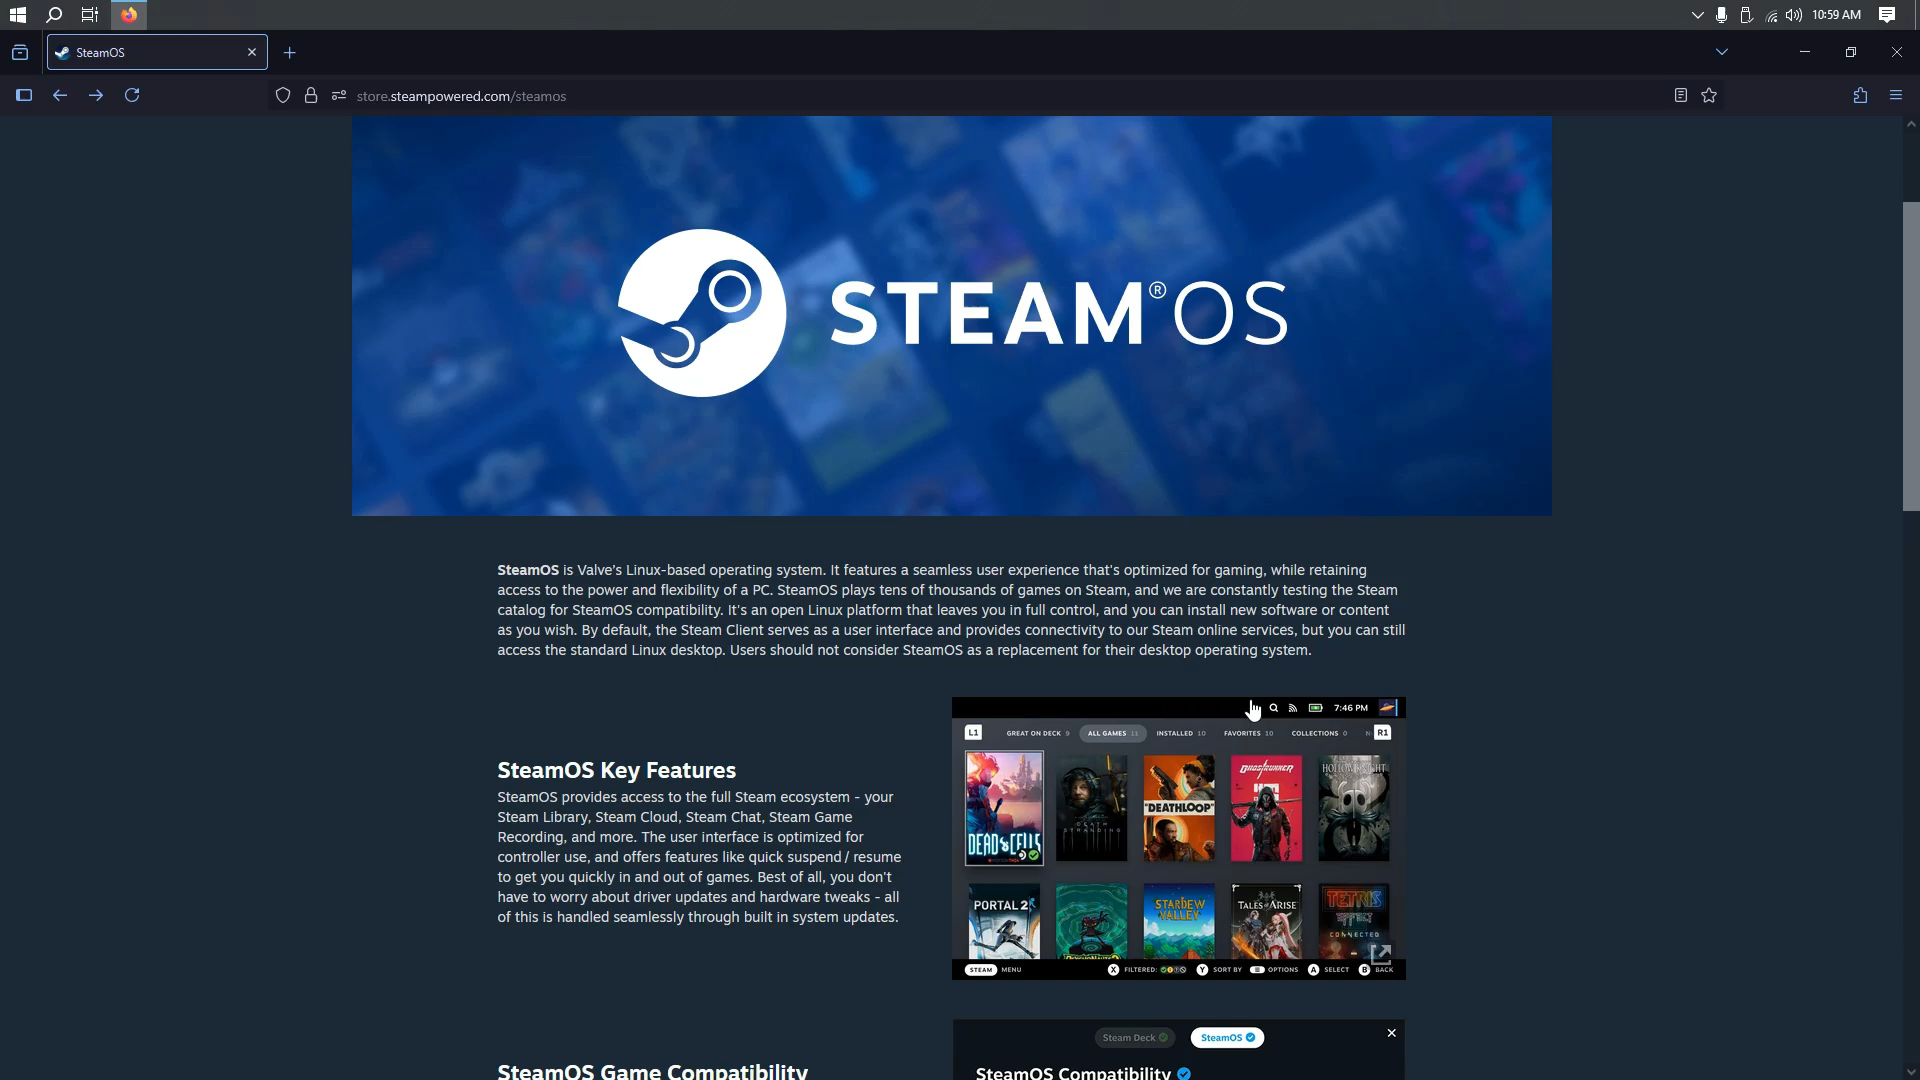 10:59 AM
SteamOS
store.steampowered.com/steamos
STEAM®OS
SteamOS is Valve's Linux-based operating system. It features a seamless user experience that's optimized for gaming, while retaining
access to the power and flexibility of a PC. SteamOS plays tens of thousands of games on Steam, and we are constantly testing the Steam
catalog for SteamOS compatibility. It's an open Linux platform that leaves you in full control, and you can install new software or content
as you wish. By default, the Steam Client serves as a user interface and provides connectivity to our Steam online services, but you can still
access the standard Linux desktop. Users should not consider SteamOS as a replacement for their desktop operating system.
SteamOS Key Features
SteamOS provides access to the full Steam ecosystem - your
Steam Library, Steam Cloud, Steam Chat, Steam Game
Recording, and more. The user interface is optimized for
controller use, and offers features like quick suspend / resume
to get you quickly in and out of games. Best of all, you don't
have to worry about driver updates and hardware tweaks - all
of this is handled seamlessly through built in system updates.
7:46 PM
L1 GREAT ON DECK 9 ALL GAMES 11 INSTALLED 10 FAVORITES 10 COLLECTIONS 0 R1
DEAD CELLS
DEATH STRANDING
"DEATHLOOP"
GHOSTRUNNER
HOLLOW KNIGHT
PORTAL 2
STARDEW VALLEY
TALES of ARISE
TETRIS EFFECT CONNECTED
STEAM MENU X FILTERED: Y SORT BY OPTIONS A SELECT B BACK
SteamOS Game Compatibility
Steam Deck SteamOS
SteamOS Compatibility